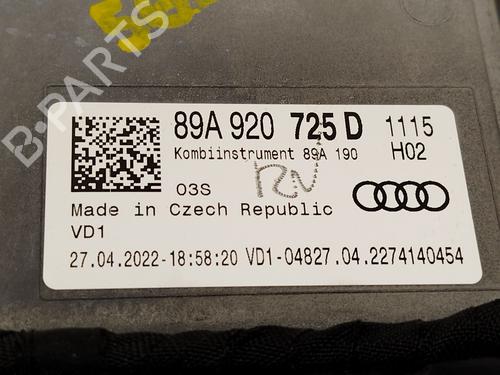 B-PARTS
89A 920 725 D 1115
Kombiinstrument 89A 190 H02
RN
03S
Made in Czech Republic
VD1
27.04.2022-18:58:20 VD1-04827.04.2274140454